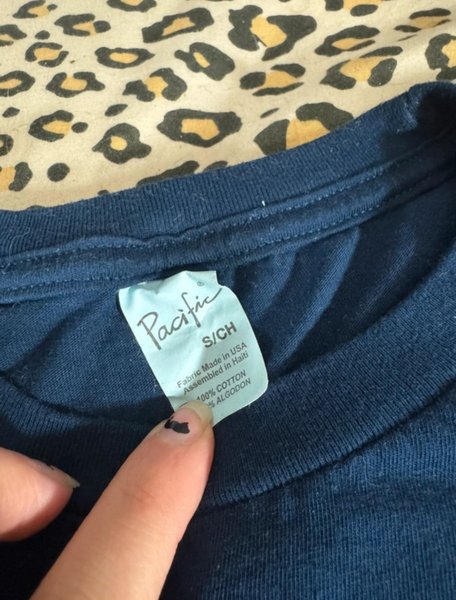 Pacific®
S/CH
Fabric Made in USA
Assembled in Haiti
100% COTTON
% ALGODON